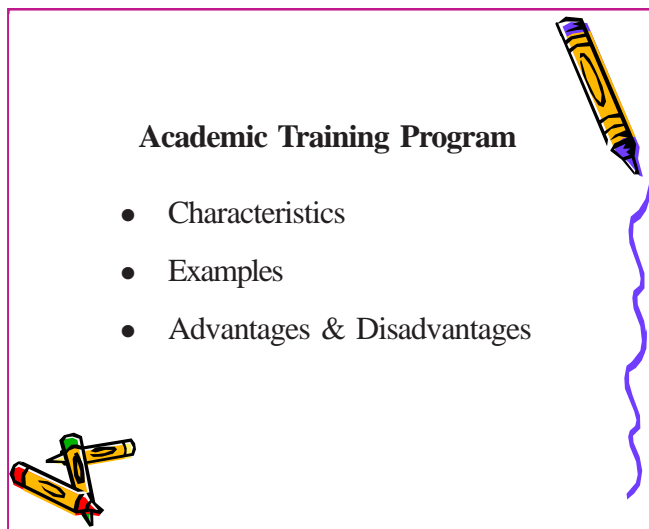 Academic Training Program
● Characteristics
● Examples
● Advantages & Disadvantages